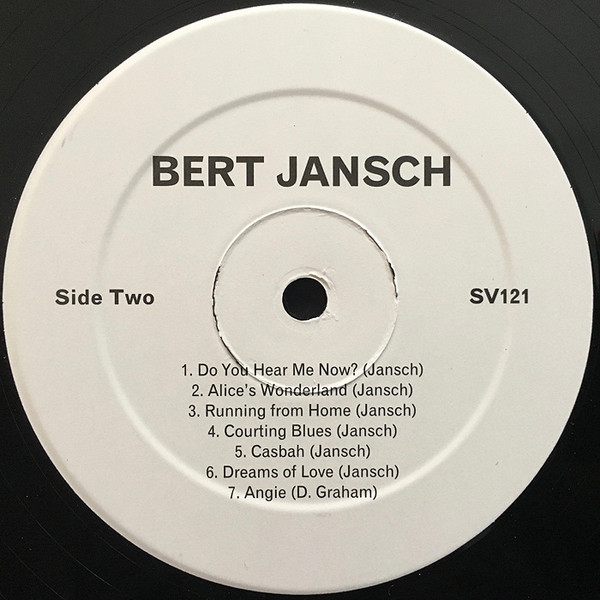 BERT JANSCH
Side Two
SV121
1. Do You Hear Me Now? (Jansch)
2. Alice's Wonderland (Jansch)
3. Running from Home (Jansch)
4. Courting Blues (Jansch)
5. Casbah (Jansch)
6. Dreams of Love (Jansch)
7. Angie (D. Graham)